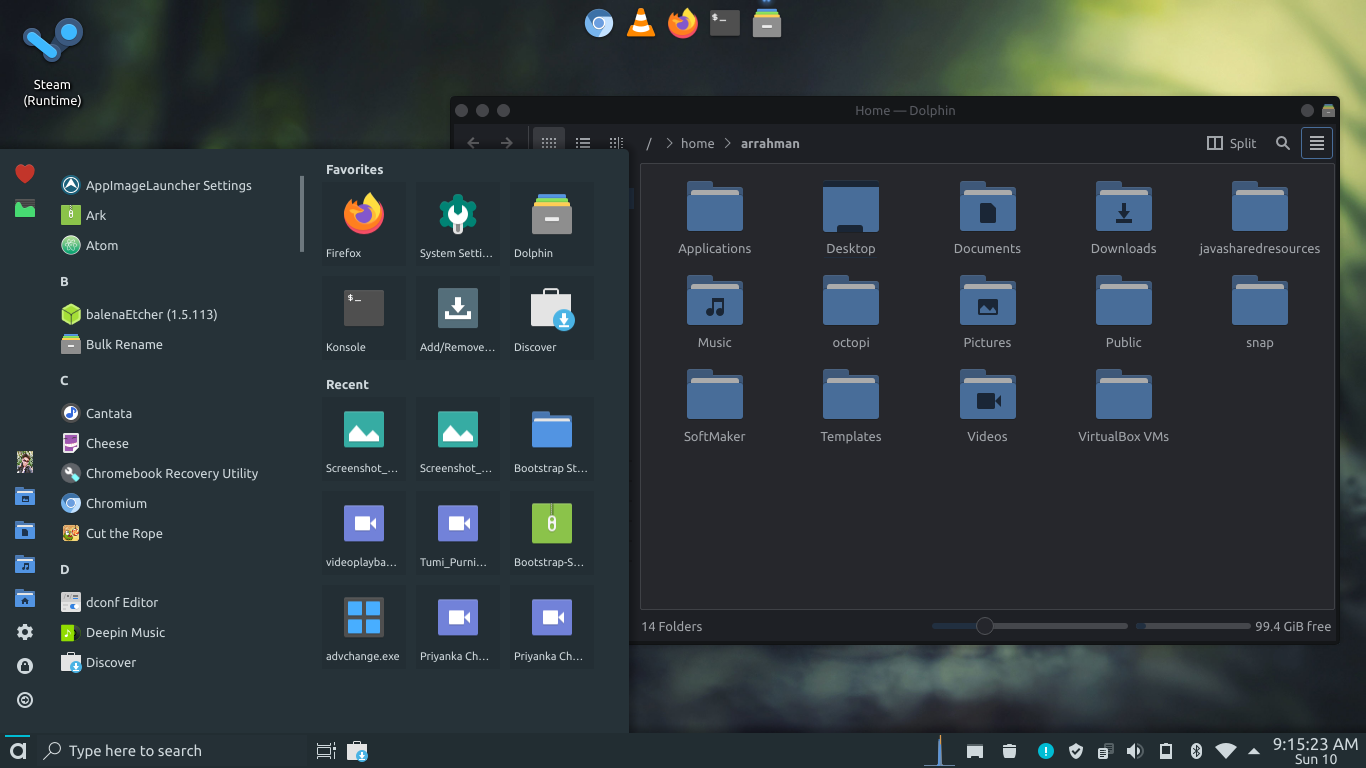 Steam
(Runtime)
Home — Dolphin
/ > home > arrahman
Split
Applications
Desktop
Documents
Downloads
javasharedresources
Music
octopi
Pictures
Public
snap
SoftMaker
Templates
Videos
VirtualBox VMs
14 Folders
99.4 GiB free
AppImageLauncher Settings
Ark
Atom
B
balenaEtcher (1.5.113)
Bulk Rename
C
Cantata
Cheese
Chromebook Recovery Utility
Chromium
Cut the Rope
D
dconf Editor
Deepin Music
Discover
Favorites
Firefox
System Setti...
Dolphin
$_
Konsole
Add/Remove...
Discover
Recent
Screenshot_...
Screenshot_...
Bootstrap St...
videoplayba...
Tumi_Purni...
Bootstrap-S...
advchange.exe
Priyanka Ch...
Priyanka Ch...
Type here to search
9:15:23 AM
Sun 10